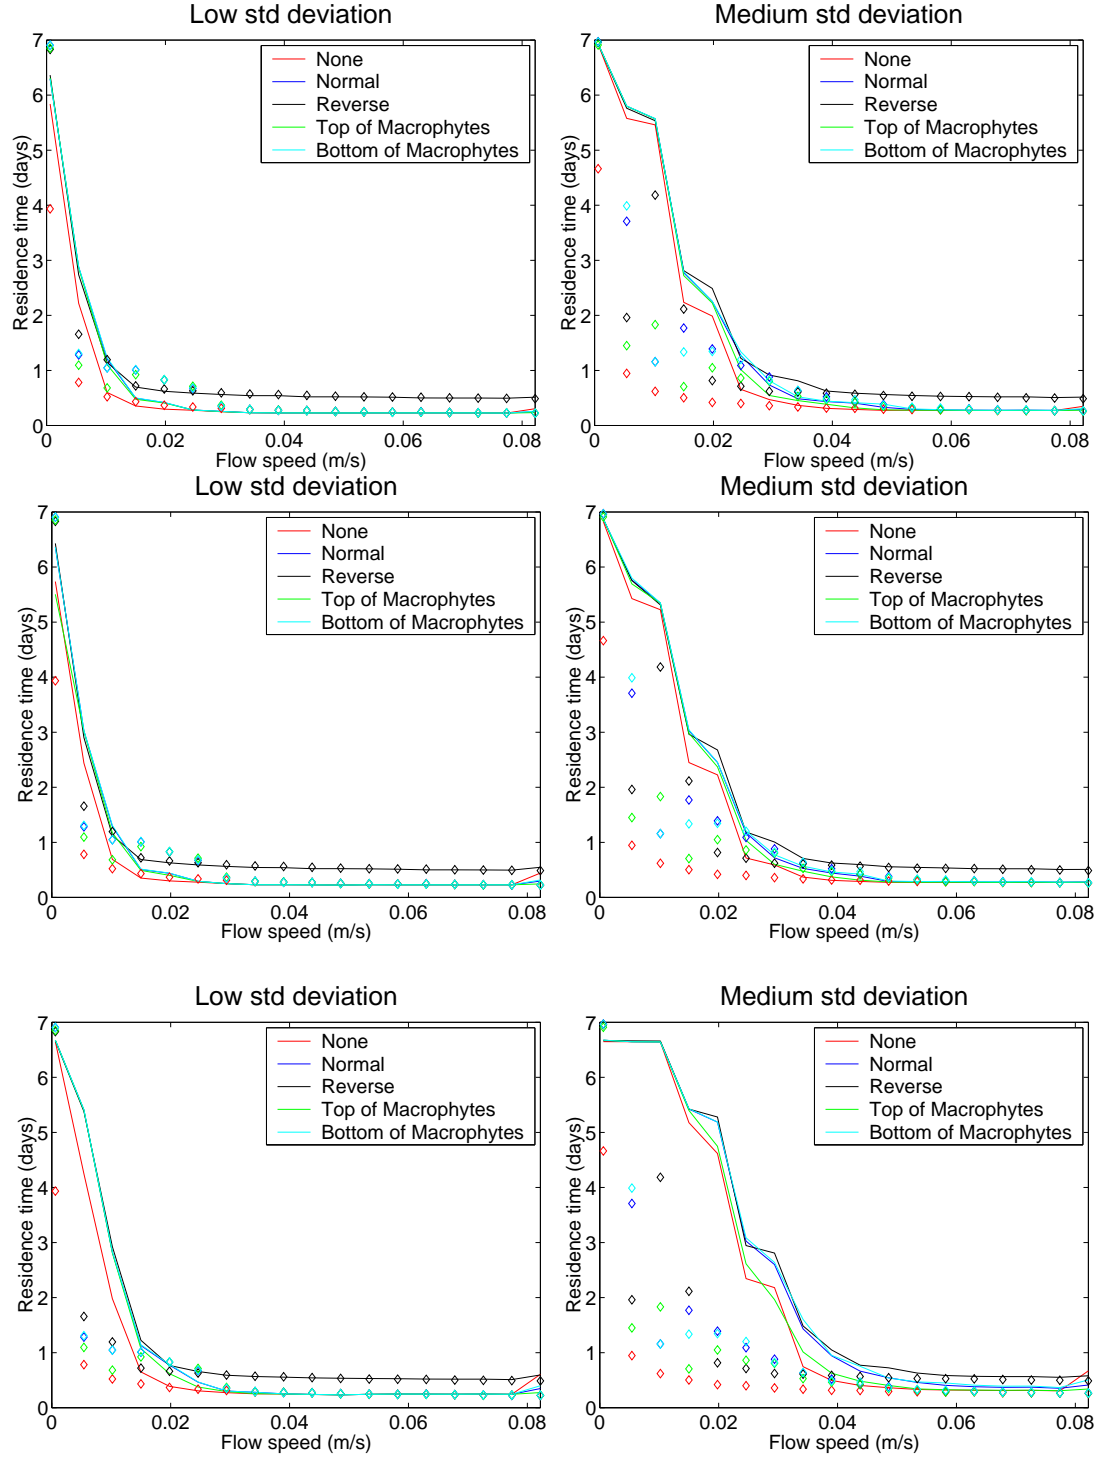 Low std deviation
7
6
5
4
3
2
1
0
Residence time (days)
0
0.02
0.04
0.06
0.08
Flow speed (m/s)
None
Normal
Reverse
Top of Macrophytes
Bottom of Macrophytes
Medium std deviation
7
6
5
4
3
2
1
0
Residence time (days)
0
0.02
0.04
0.06
0.08
Flow speed (m/s)
None
Normal
Reverse
Top of Macrophytes
Bottom of Macrophytes
Low std deviation
7
6
5
4
3
2
1
0
Residence time (days)
0
0.02
0.04
0.06
0.08
Flow speed (m/s)
None
Normal
Reverse
Top of Macrophytes
Bottom of Macrophytes
Medium std deviation
7
6
5
4
3
2
1
0
Residence time (days)
0
0.02
0.04
0.06
0.08
Flow speed (m/s)
None
Normal
Reverse
Top of Macrophytes
Bottom of Macrophytes
Low std deviation
7
6
5
4
3
2
1
0
Residence time (days)
0
0.02
0.04
0.06
0.08
Flow speed (m/s)
None
Normal
Reverse
Top of Macrophytes
Bottom of Macrophytes
Medium std deviation
7
6
5
4
3
2
1
0
Residence time (days)
0
0.02
0.04
0.06
0.08
Flow speed (m/s)
None
Normal
Reverse
Top of Macrophytes
Bottom of Macrophytes